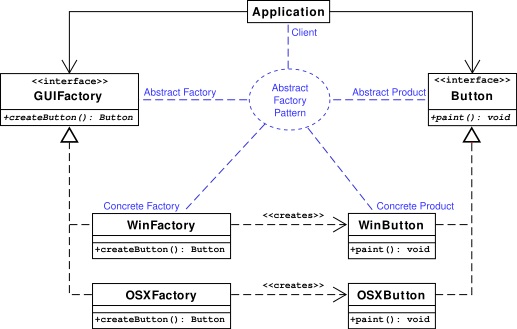 Application
Client
<<interface>>
GUIFactory
+createButton(): Button
Abstract Factory
Abstract
Factory
Pattern
Abstract Product
<<interface>>
Button
+paint(): void
Concrete Factory
Concrete Product
WinFactory
+createButton(): Button
<<creates>>
WinButton
+paint(): void
OSXFactory
+createButton(): Button
<<creates>>
OSXButton
+paint(): void